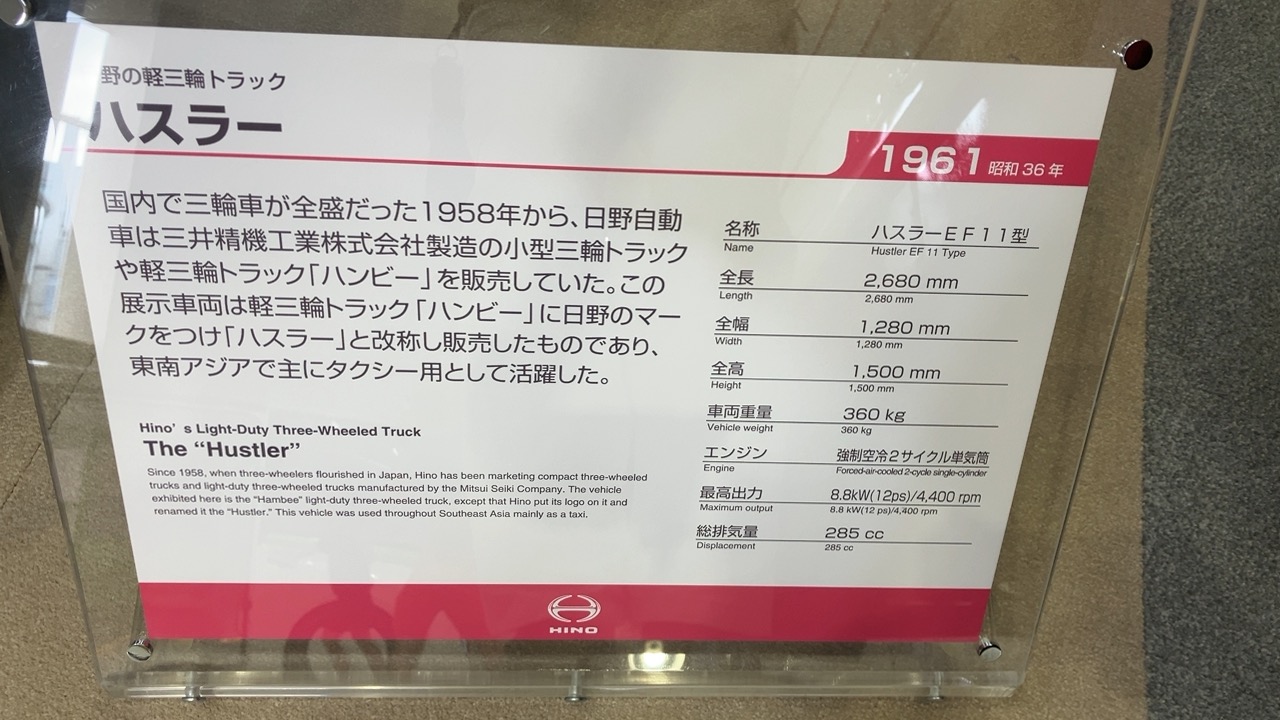 野の軽三輪トラック
ハスラー
1961 昭和36年
国内で三輪車が全盛だった1958年から、日野自動
車は三井精機工業株式会社製造の小型三輪トラック
や軽三輪トラック「ハンビー」を販売していた。この
展示車両は軽三輪トラック「ハンビー」に日野のマー
クをつけ「ハスラー」と改称し販売したものであり、
東南アジアで主にタクシー用として活躍した。
Hino's Light-Duty Three-Wheeled Truck
The “Hustler”
Since 1958, when three-wheelers flourished in Japan, Hino has been marketing compact three-wheeled
trucks and light-duty three-wheeled trucks manufactured by the Mitsui Seiki Company. The vehicle
exhibited here is the “Hambee” light-duty three-wheeled truck, except that Hino put its logo on it and
renamed it the “Hustler.” This vehicle was used throughout Southeast Asia mainly as a taxi.
名称 ハスラーEF11型
Name Hustler EF 11 Type
全長 2,680 mm
Length 2,680 mm
全幅 1,280 mm
Width 1,280 mm
全高 1,500 mm
Height 1,500 mm
車両重量 360 kg
Vehicle weight 360 kg
エンジン 強制空冷2サイクル単気筒
Engine Forced-air-cooled 2-cycle single-cylinder
最高出力 8.8kW(12ps)/4,400 rpm
Maximum output 8.8 kW(12 ps)/4,400 rpm
総排気量 285 cc
Displacement 285 cc
HINO